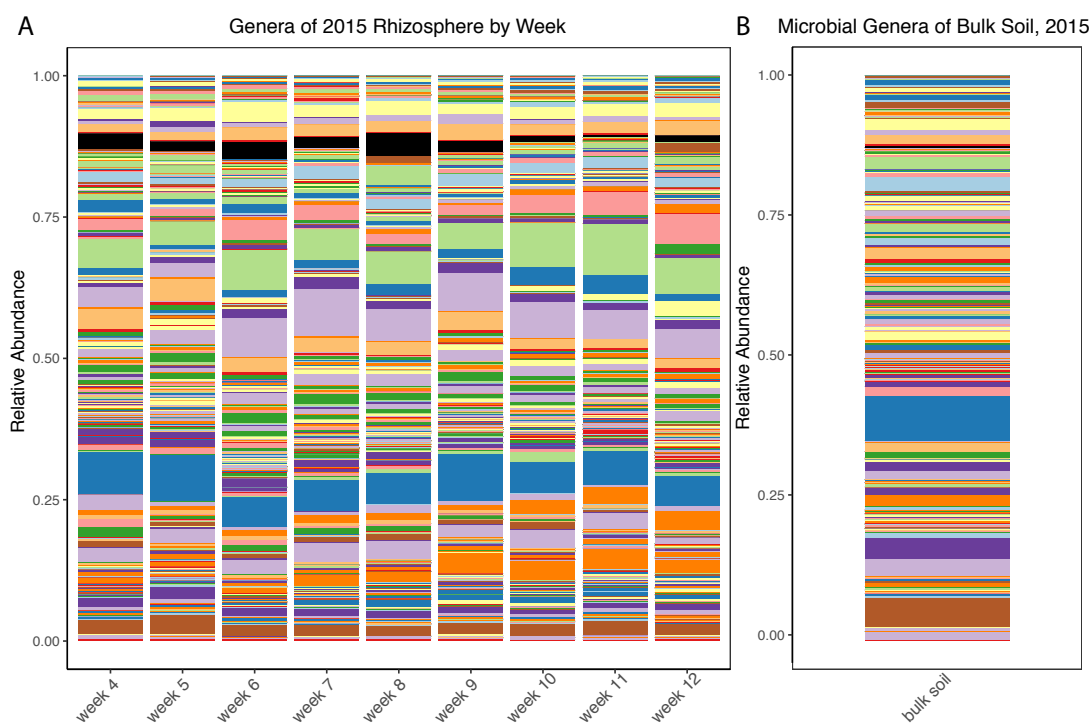 A
Genera of 2015 Rhizosphere by Week
Relative Abundance
1.00
0.75
0.50
0.25
0.00
week 4
week 5
week 6
week 7
week 8
week 9
week 10
week 11
week 12
B
Microbial Genera of Bulk Soil, 2015
Relative Abundance
1.00
0.75
0.50
0.25
0.00
bulk soil